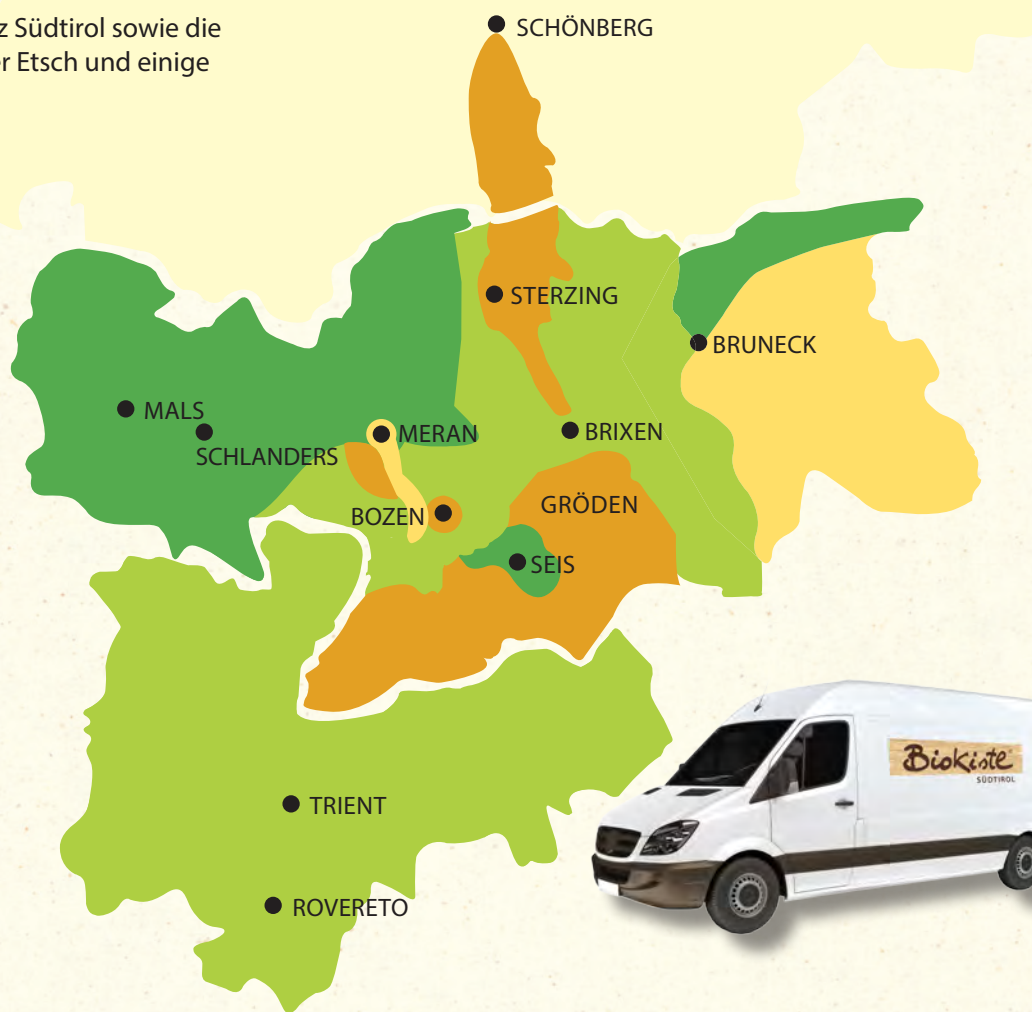 z Südtirol sowie die
er Etsch und einige
SCHÖNBERG
STERZING
BRUNECK
MALS
SCHLANDERS
MERAN
BRIXEN
BOZEN
GRÖDEN
SEIS
TRIENT
ROVERETO
Biokiste
SÜDTIROL